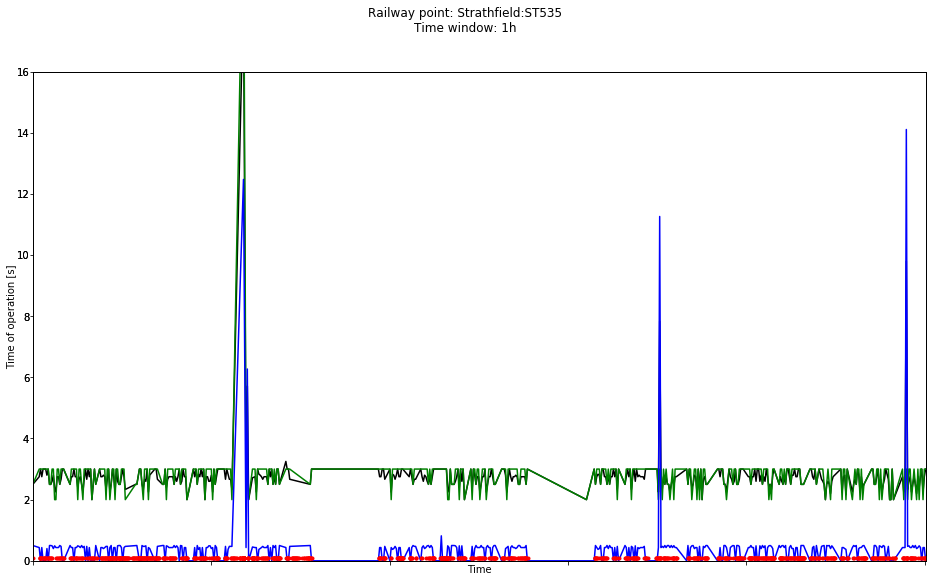 Railway point: Strathfield:ST535
Time window: 1h
16
14
12
10
8
6
4
2
0
Time of operation [s]
Time